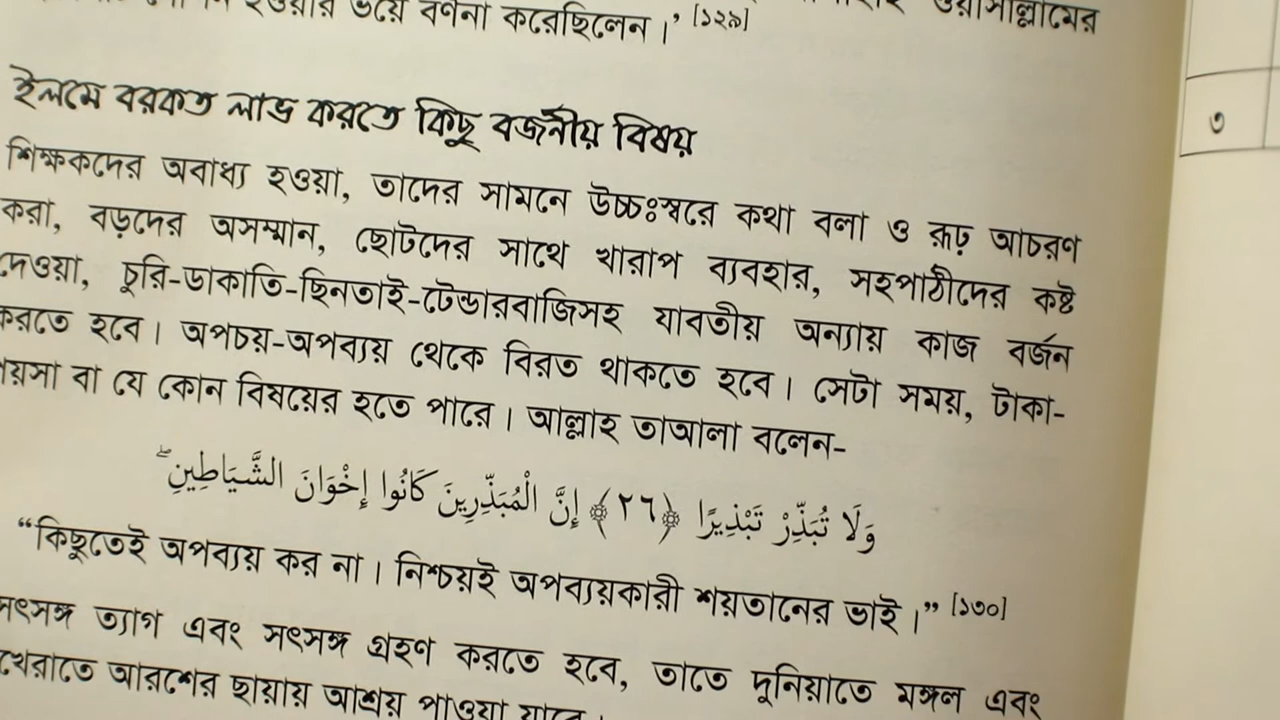 হওয়ার ভয়ে বর্ণনা করেছিলেন।’ [১২৯]
ইলমে বরকত লাভ করতে কিছু বর্জনীয় বিষয়
শিক্ষকদের অবাধ্য হওয়া, তাদের সামনে উচ্চঃস্বরে কথা বলা ও রূঢ় আচরণ
করা, বড়দের অসম্মান, ছোটদের সাথে খারাপ ব্যবহার, সহপাঠীদের কষ্ট
দেওয়া, চুরি-ডাকাতি-ছিনতাই-টেন্ডারবাজিসহ যাবতীয় অন্যায় কাজ বর্জন
করতে হবে। অপচয়-অপব্যয় থেকে বিরত থাকতে হবে। সেটা সময়, টাকা-
য়সা বা যে কোন বিষয়ের হতে পারে। আল্লাহ তাআলা বলেন-
وَلَا تُبَذِّرْ تَبْذِيرًا ﴿٢٦﴾ إِنَّ الْمُبَذِّرِينَ كَانُوا إِخْوَانَ الشَّيَاطِينِ ۖ
“কিছুতেই অপব্যয় কর না। নিশ্চয়ই অপব্যয়কারী শয়তানের ভাই।” [১৩০]
সৎসঙ্গ ত্যাগ এবং সৎসঙ্গ গ্রহণ করতে হবে, তাতে দুনিয়াতে মঙ্গল এবং
খেরাতে আরশের ছায়ায় আশ্রয় পাওয়া যাবে।
৩